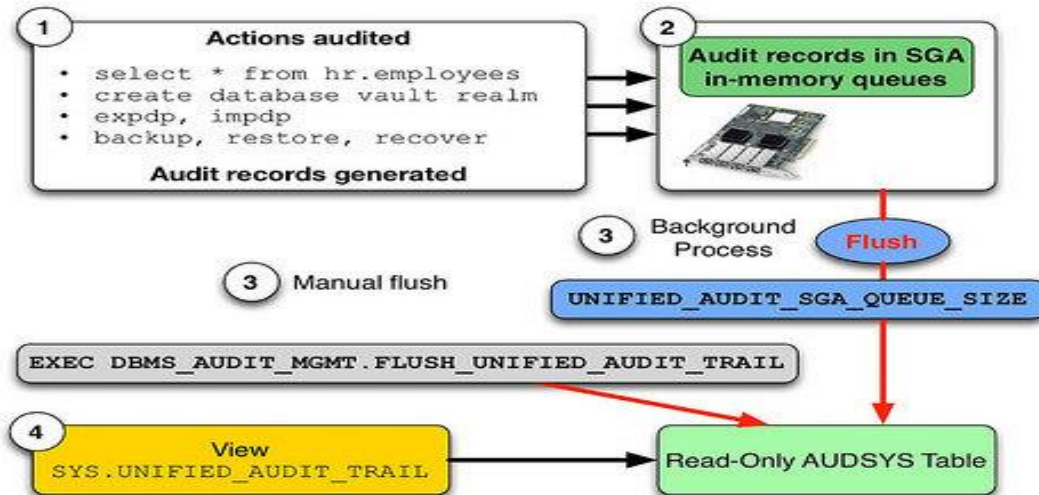 1
Actions audited
• select * from hr.employees
• create database vault realm
• expdp, impdp
• backup, restore, recover
Audit records generated
2
Audit records in SGA
in-memory queues
3
Background
Process
Flush
3
Manual flush
UNIFIED_AUDIT_SGA_QUEUE_SIZE
EXEC DBMS_AUDIT_MGMT.FLUSH_UNIFIED_AUDIT_TRAIL
4
View
SYS.UNIFIED_AUDIT_TRAIL
Read-Only AUDSYS Table